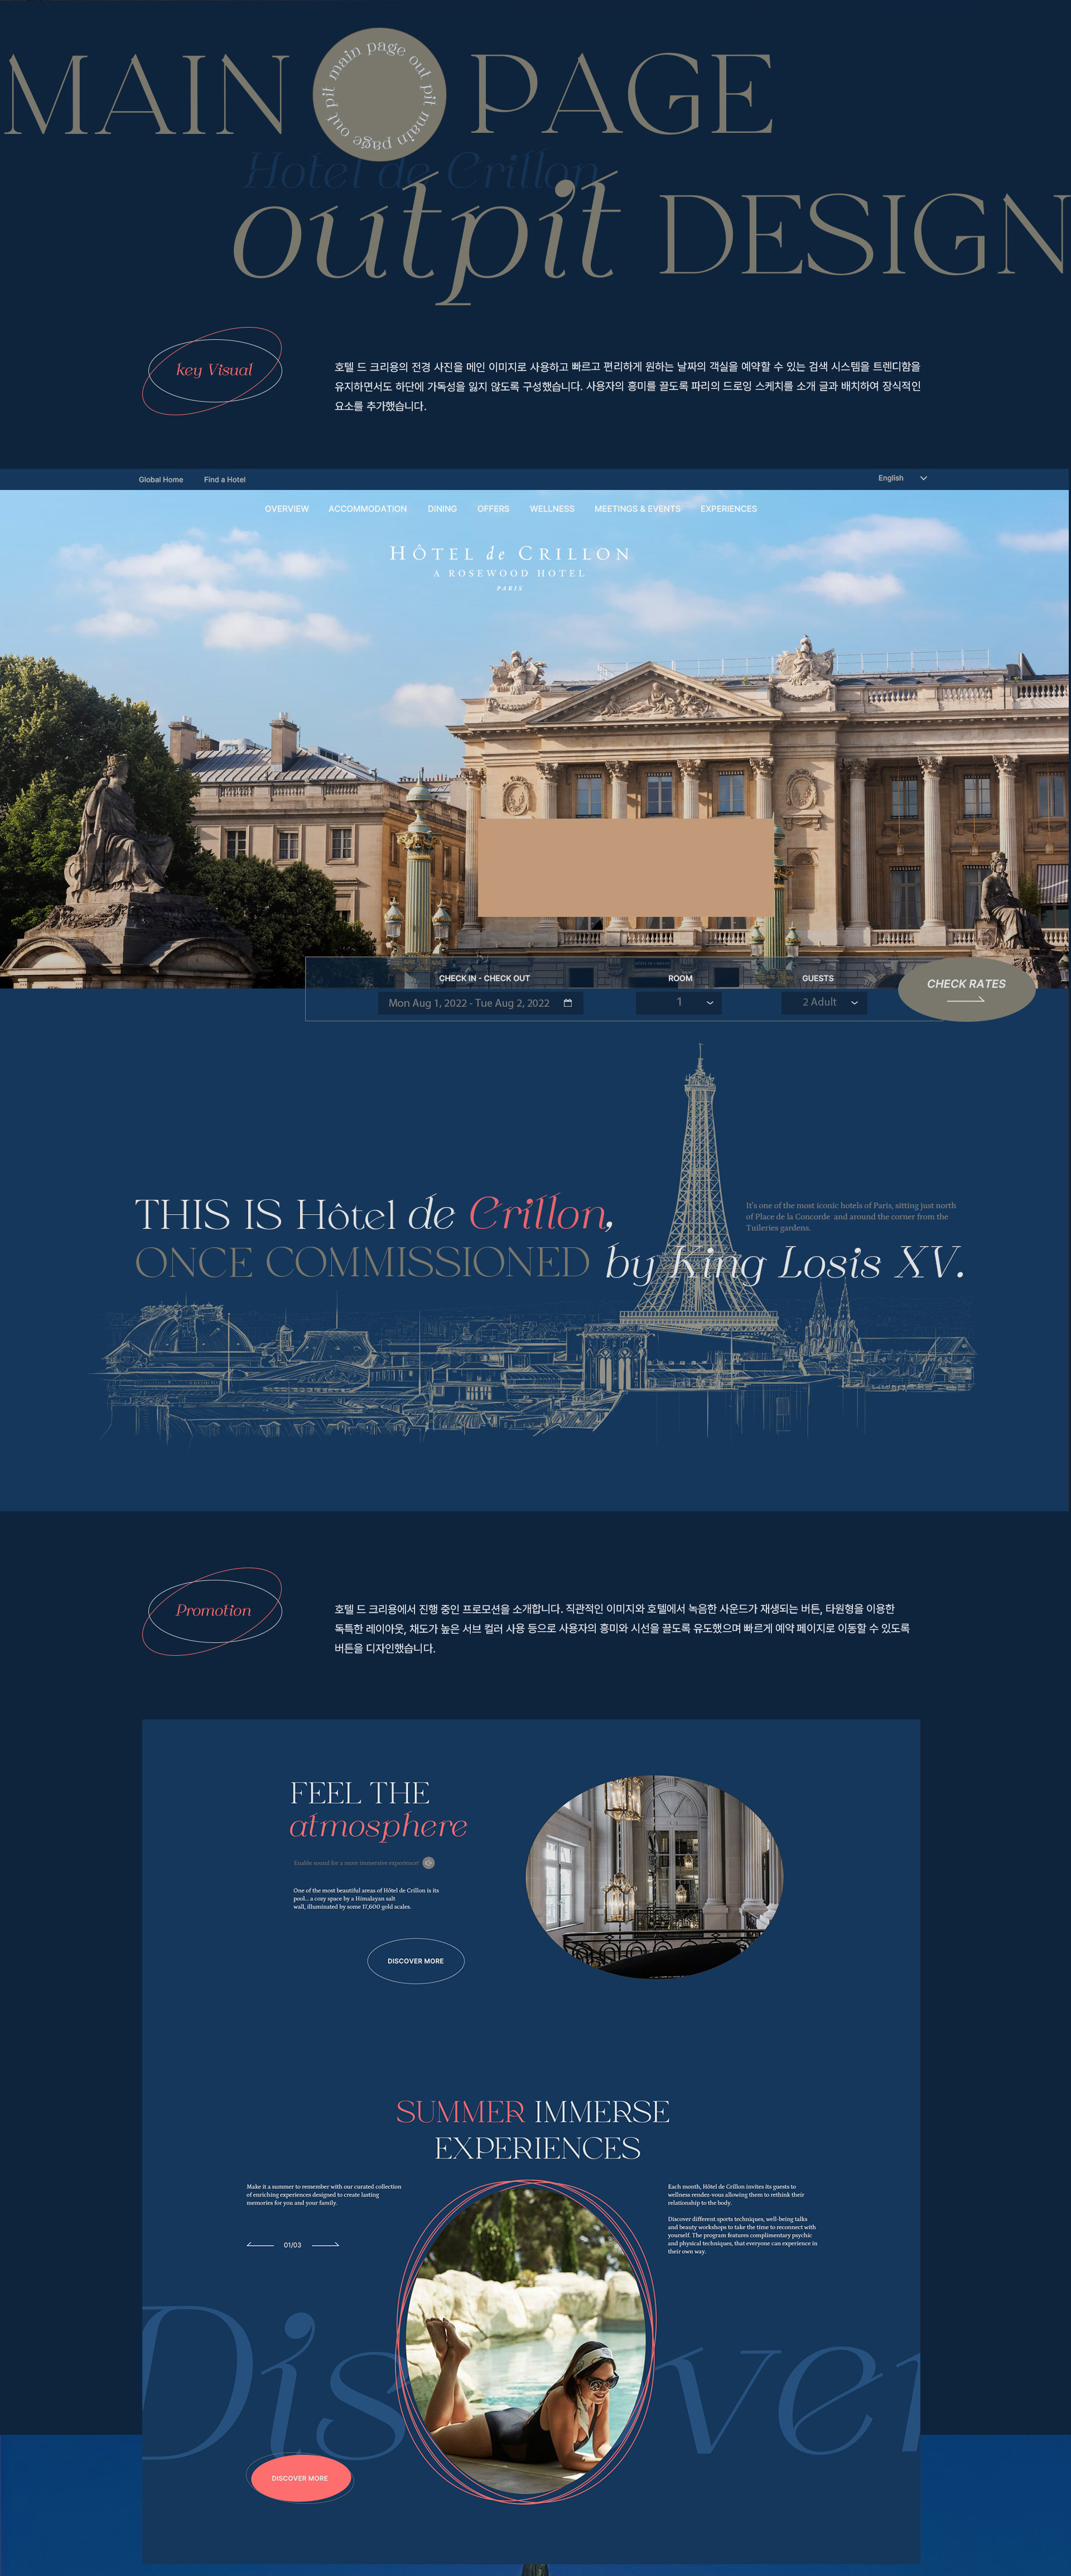 MAIN PAGE
main page out pit main page out pit
Hotel de Crillon
outpit DESIGN
key Visual
호텔 드 크리용의 전경 사진을 메인 이미지로 사용하고 빠르고 편리하게 원하는 날짜의 객실을 예약할 수 있는 검색 시스템을 트렌디함을
유지하면서도 하단에 가독성을 잃지 않도록 구성했습니다. 사용자의 흥미를 끌도록 파리의 드로잉 스케치를 소개 글과 배치하여 장식적인
요소를 추가했습니다.
Global Home Find a Hotel English
OVERVIEW ACCOMMODATION DINING OFFERS WELLNESS MEETINGS & EVENTS EXPERIENCES
HÔTEL de CRILLON
A ROSEWOOD HOTEL
PARIS
CHECK IN - CHECK OUT ROOM GUESTS
CHECK RATES
Mon Aug 1, 2022 - Tue Aug 2, 2022 1 2 Adult
THIS IS Hôtel de Crillon,
It's one of the most iconic hotels of Paris, sitting just north
of Place de la Concorde and around the corner from the
Tuileries gardens.
ONCE COMMISSIONED by King Losis XV.
Promotion
호텔 드 크리용에서 진행 중인 프로모션을 소개합니다. 직관적인 이미지와 호텔에서 녹음한 사운드가 재생되는 버튼, 타원형을 이용한
독특한 레이아웃, 채도가 높은 서브 컬러 사용 등으로 사용자의 흥미와 시선을 끌도록 유도했으며 빠르게 예약 페이지로 이동할 수 있도록
버튼을 디자인했습니다.
FEEL THE
atmosphere
Enable sound for a more immersive experience!
One of the most beautiful areas of Hôtel de Crillon is its
pool... a cozy space by a Himalayan salt
wall, illuminated by some 17,600 gold scales.
DISCOVER MORE
SUMMER IMMERSE
EXPERIENCES
Make it a summer to remember with our curated collection
of enriching experiences designed to create lasting
memories for you and your family.
01/03
Each month, Hôtel de Crillon invites its guests to
wellness rendez-vous allowing them to rethink their
relationship to the body.
Discover different sports techniques, well-being talks
and beauty workshops to take the time to reconnect with
yourself. The program features complimentary psychic
and physical techniques, that everyone can experience in
their own way.
Dis ver
DISCOVER MORE